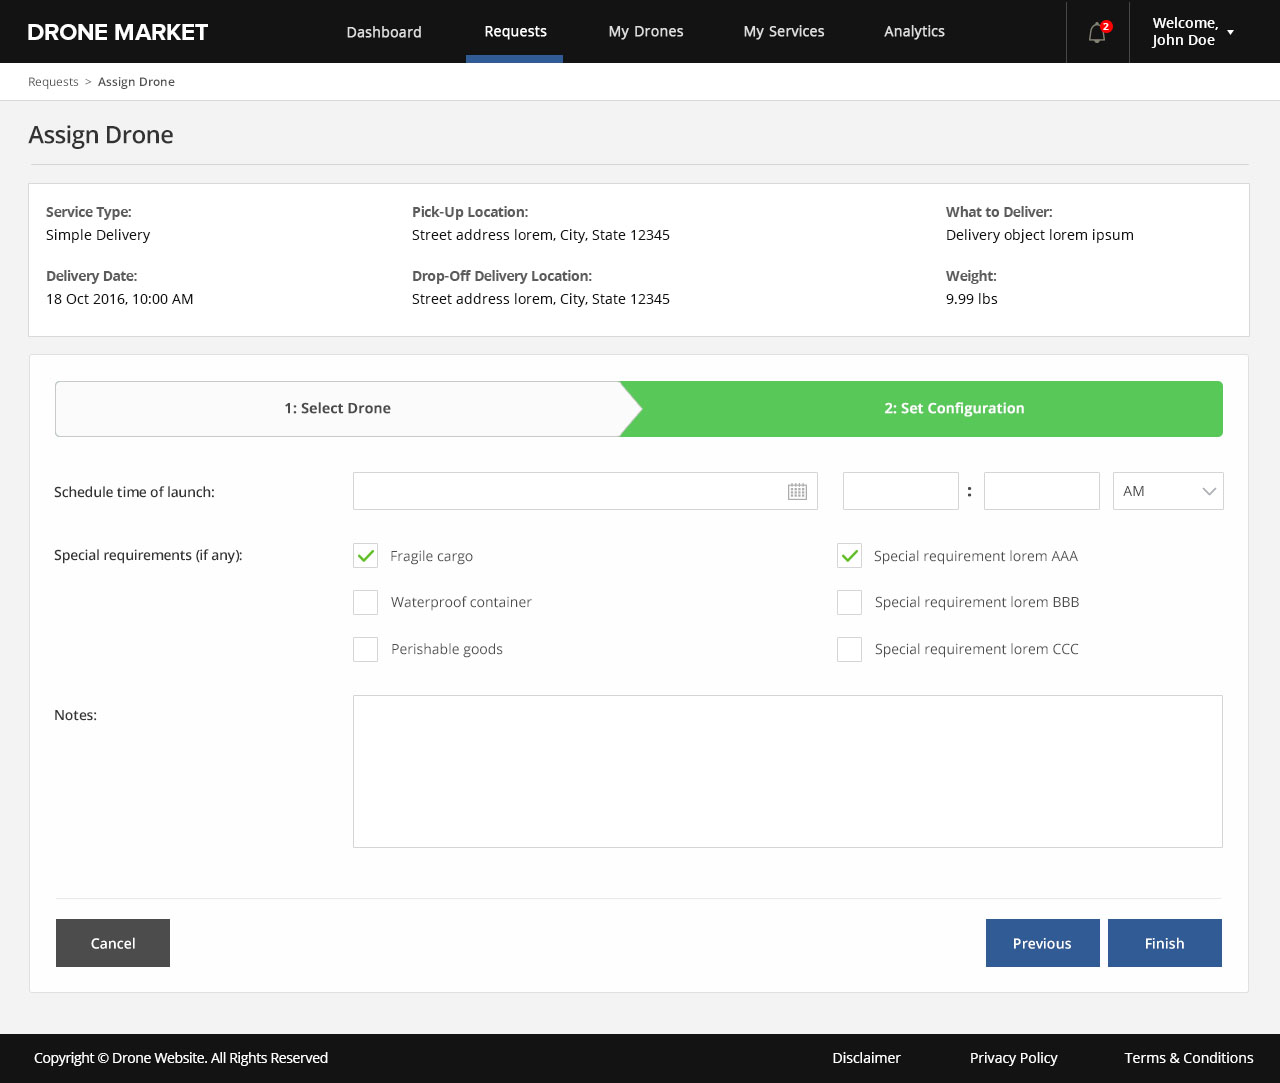 DRONE MARKET
Dashboard
Requests
My Drones
My Services
Analytics
2
Welcome,
John Doe
Requests > Assign Drone
Assign Drone
Service Type:
Simple Delivery
Pick-Up Location:
Street address lorem, City, State 12345
What to Deliver:
Delivery object lorem ipsum
Delivery Date:
18 Oct 2016, 10:00 AM
Drop-Off Delivery Location:
Street address lorem, City, State 12345
Weight:
9.99 lbs
1: Select Drone
2: Set Configuration
Schedule time of launch:
:
AM
Special requirements (if any):
Fragile cargo
Special requirement lorem AAA
Waterproof container
Special requirement lorem BBB
Perishable goods
Special requirement lorem CCC
Notes:
Cancel
Previous
Finish
Copyright © Drone Website. All Rights Reserved
Disclaimer
Privacy Policy
Terms & Conditions